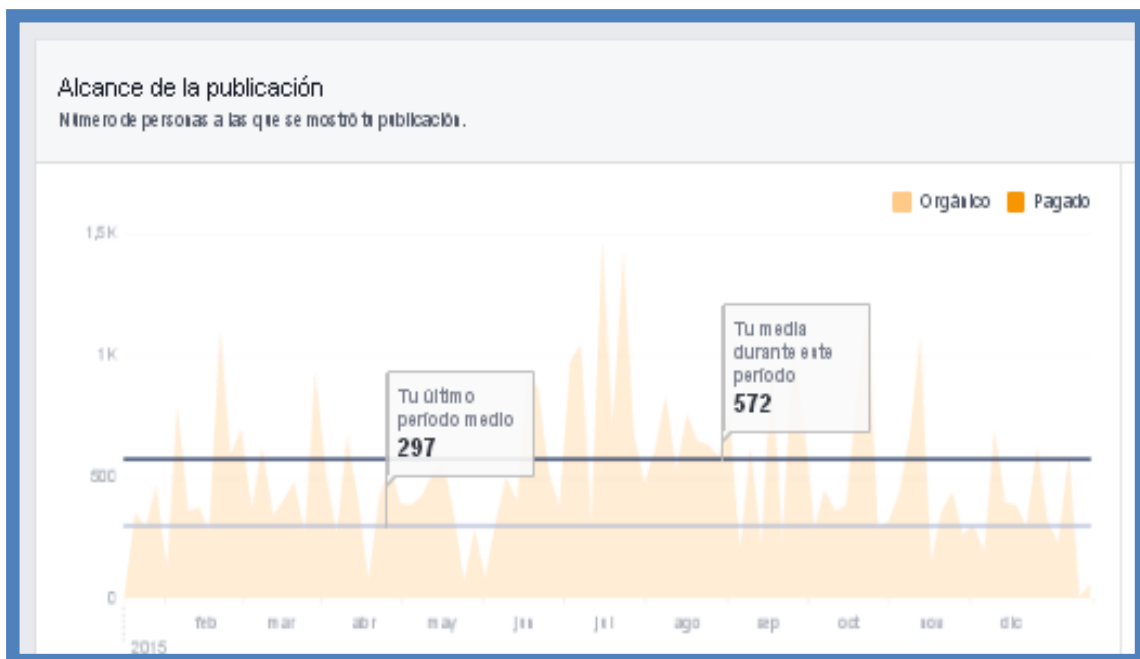 Alcance de la publicación
Número de personas a las que se mostró tu publicación.
Orgánico Pagado
1,5K
1K
500
0
Tu último
período medio
297
Tu media
durante este
período
572
feb mar abr may jun jul ago sep oct nov dic
2015